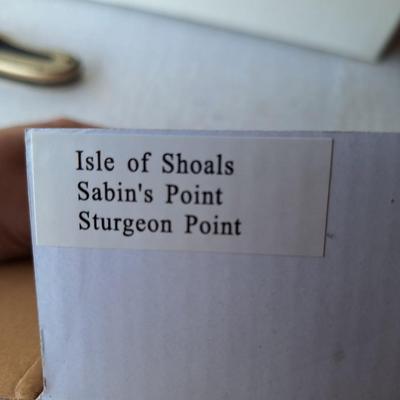 Isle of Shoals
Sabin's Point
Sturgeon Point